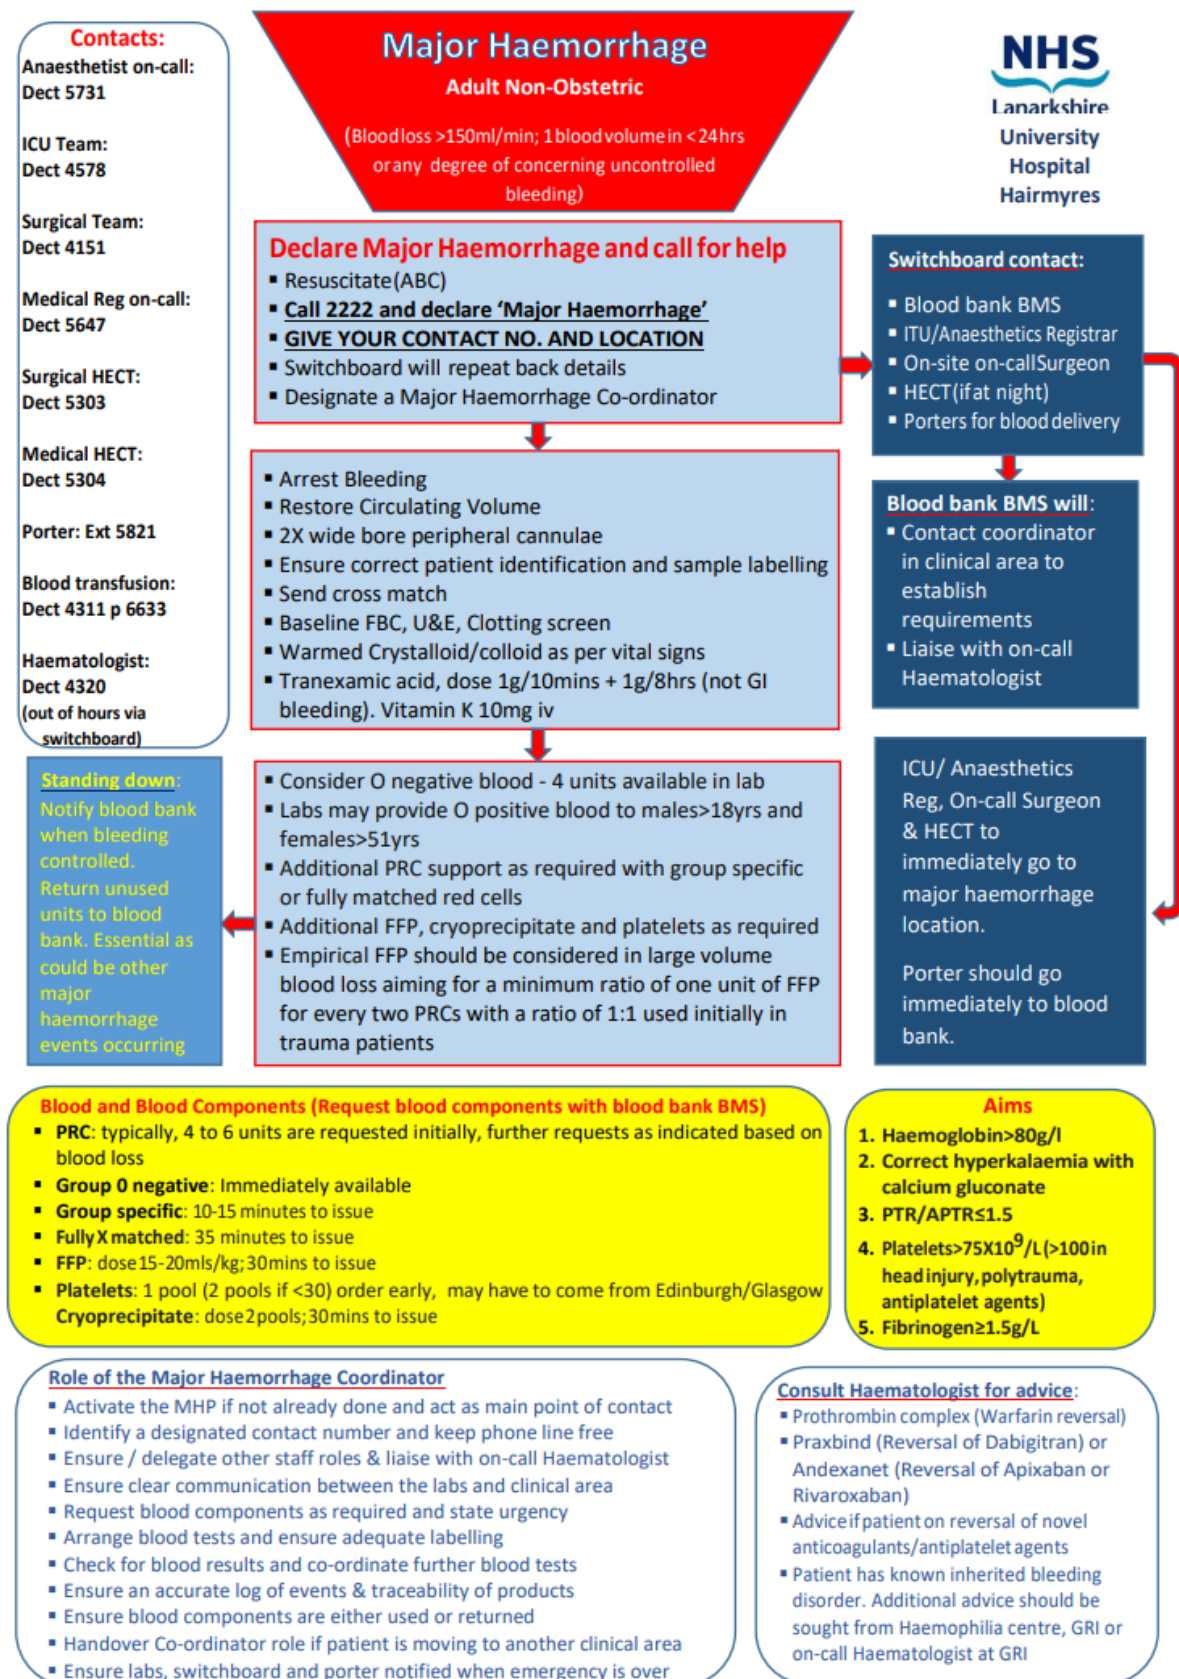 Contacts:
Anaesthetist on-call:
Dect 5731
ICU Team:
Dect 4578
Surgical Team:
Dect 4151
Medical Reg on-call:
Dect 5647
Surgical HECT:
Dect 5303
Medical HECT:
Dect 5304
Porter: Ext 5821
Blood transfusion:
Dect 4311 p 6633
Haematologist:
Dect 4320
(out of hours via
switchboard)
Major Haemorrhage
Adult Non-Obstetric
(Blood loss >150ml/min; 1 blood volume in <24hrs
or any degree of concerning uncontrolled
bleeding)
NHS
Lanarkshire
University
Hospital
Hairmyres
Declare Major Haemorrhage and call for help
▪ Resuscitate (ABC)
▪ Call 2222 and declare ‘Major Haemorrhage’
▪ GIVE YOUR CONTACT NO. AND LOCATION
▪ Switchboard will repeat back details
▪ Designate a Major Haemorrhage Co-ordinator
Switchboard contact:
▪ Blood bank BMS
▪ ITU/Anaesthetics Registrar
▪ On-site on-call Surgeon
▪ HECT (if at night)
▪ Porters for blood delivery
▪ Arrest Bleeding
▪ Restore Circulating Volume
▪ 2X wide bore peripheral cannulae
▪ Ensure correct patient identification and sample labelling
▪ Send cross match
▪ Baseline FBC, U&E, Clotting screen
▪ Warmed Crystalloid/colloid as per vital signs
▪ Tranexamic acid, dose 1g/10mins + 1g/8hrs (not GI
bleeding). Vitamin K 10mg iv
Blood bank BMS will:
▪ Contact coordinator
in clinical area to
establish
requirements
▪ Liaise with on-call
Haematologist
Standing down:
Notify blood bank
when bleeding
controlled.
Return unused
units to blood
bank. Essential as
could be other
major
haemorrhage
events occurring
▪ Consider O negative blood - 4 units available in lab
▪ Labs may provide O positive blood to males>18yrs and
females>51yrs
▪ Additional PRC support as required with group specific
or fully matched red cells
▪ Additional FFP, cryoprecipitate and platelets as required
▪ Empirical FFP should be considered in large volume
blood loss aiming for a minimum ratio of one unit of FFP
for every two PRCs with a ratio of 1:1 used initially in
trauma patients
ICU/ Anaesthetics
Reg, On-call Surgeon
& HECT to
immediately go to
major haemorrhage
location.
Porter should go
immediately to blood
bank.
Blood and Blood Components (Request blood components with blood bank BMS)
▪ PRC: typically, 4 to 6 units are requested initially, further requests as indicated based on
blood loss
▪ Group 0 negative: Immediately available
▪ Group specific: 10-15 minutes to issue
▪ Fully X matched: 35 minutes to issue
▪ FFP: dose 15-20mls/kg; 30mins to issue
▪ Platelets: 1 pool (2 pools if <30) order early, may have to come from Edinburgh/Glasgow
Cryoprecipitate: dose 2 pools; 30mins to issue
Aims
1. Haemoglobin>80g/l
2. Correct hyperkalaemia with
calcium gluconate
3. PTR/APTR≤1.5
4. Platelets>75X10⁹/L (>100 in
head injury, polytrauma,
antiplatelet agents)
5. Fibrinogen≥1.5g/L
Role of the Major Haemorrhage Coordinator
▪ Activate the MHP if not already done and act as main point of contact
▪ Identify a designated contact number and keep phone line free
▪ Ensure / delegate other staff roles & liaise with on-call Haematologist
▪ Ensure clear communication between the labs and clinical area
▪ Request blood components as required and state urgency
▪ Arrange blood tests and ensure adequate labelling
▪ Check for blood results and co-ordinate further blood tests
▪ Ensure an accurate log of events & traceability of products
▪ Ensure blood components are either used or returned
▪ Handover Co-ordinator role if patient is moving to another clinical area
▪ Ensure labs, switchboard and porter notified when emergency is over
Consult Haematologist for advice:
▪ Prothrombin complex (Warfarin reversal)
▪ Praxbind (Reversal of Dabigitran) or
Andexanet (Reversal of Apixaban or
Rivaroxaban)
▪ Advice if patient on reversal of novel
anticoagulants/antiplatelet agents
▪ Patient has known inherited bleeding
disorder. Additional advice should be
sought from Haemophilia centre, GRI or
on-call Haematologist at GRI